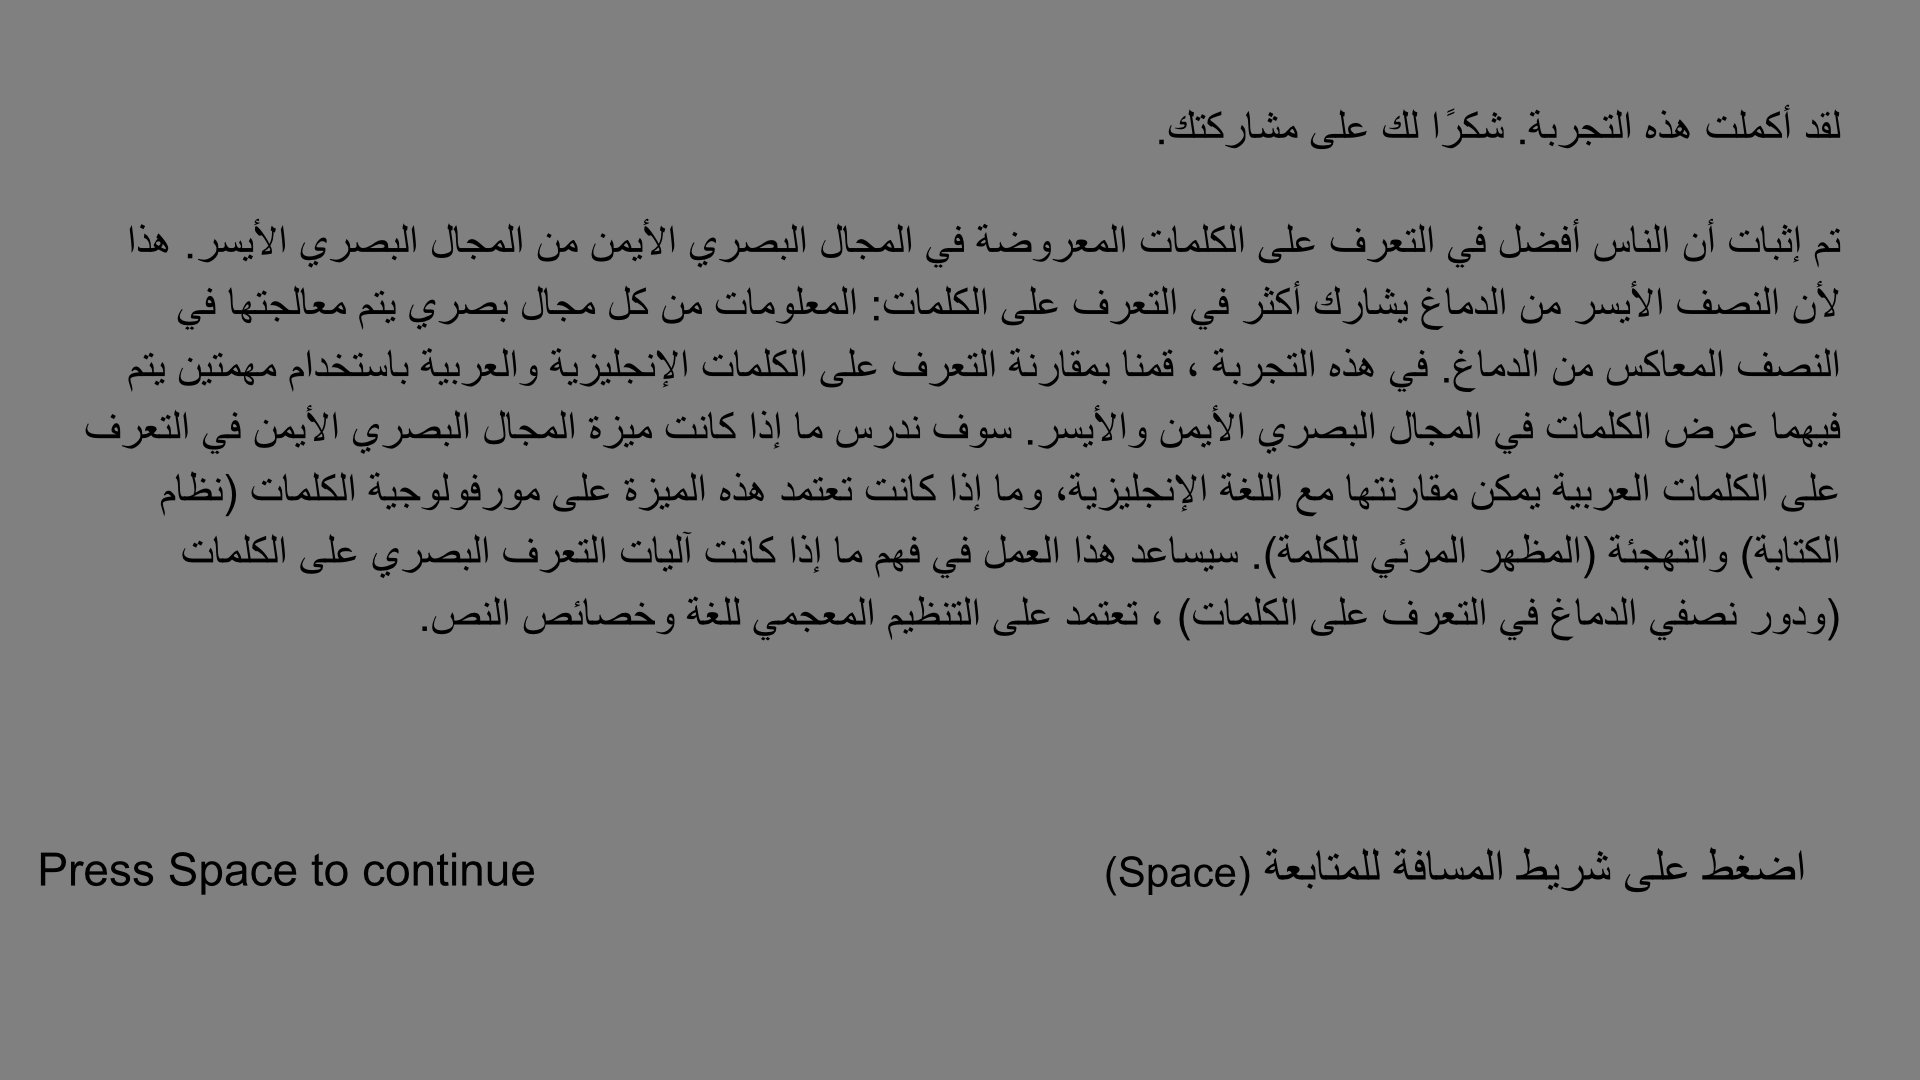 لقد أكملت هذه التجربة. شكرًا لك على مشاركتك.
تم إثبات أن الناس أفضل في التعرف على الكلمات المعروضة في المجال البصري الأيمن من المجال البصري الأيسر. هذا
لأن النصف الأيسر من الدماغ يشارك أكثر في التعرف على الكلمات: المعلومات من كل مجال بصري يتم معالجتها في
النصف المعاكس من الدماغ. في هذه التجربة ، قمنا بمقارنة التعرف على الكلمات الإنجليزية والعربية باستخدام مهمتين يتم
فيهما عرض الكلمات في المجال البصري الأيمن والأيسر. سوف ندرس ما إذا كانت ميزة المجال البصري الأيمن في التعرف
على الكلمات العربية يمكن مقارنتها مع اللغة الإنجليزية، وما إذا كانت تعتمد هذه الميزة على مورفولوجية الكلمات (نظام
الكتابة) والتهجئة (المظهر المرئي للكلمة). سيساعد هذا العمل في فهم ما إذا كانت آليات التعرف البصري على الكلمات
(ودور نصفي الدماغ في التعرف على الكلمات) ، تعتمد على التنظيم المعجمي للغة وخصائص النص.
اضغط على شريط المسافة للمتابعة (Space)
Press Space to continue